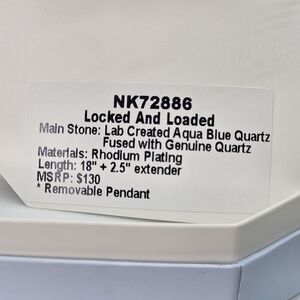 NK72886
Locked And Loaded
Main Stone: Lab Created Aqua Blue Quartz
Fused with Genuine Quartz
Materials: Rhodium Plating
Length: 18" + 2.5" extender
MSRP: $130
* Removable Pendant